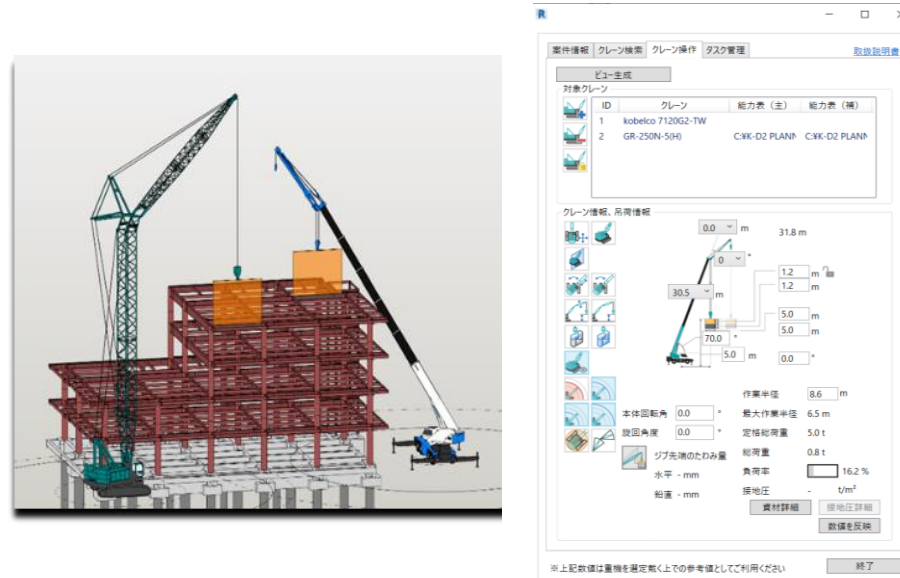 R
案件情報 クレーン検索 クレーン操作 タスク管理 取扱説明書
ビュー生成
対象クレーン
ID クレーン 能力表（主） 能力表（補）
1 kobelco 7120G2-TW
2 GR-250N-5(H) C:¥K-D2 PLANN C:¥K-D2 PLANN
クレーン情報、吊荷情報
0.0 m 31.8 m
0 °
1.2 m
1.2 m
30.5 m
5.0 m
5.0 m
70.0 °
5.0 m 0.0 °
作業半径 8.6 m
本体回転角 0.0 ° 最大作業半径 6.5 m
旋回角度 0.0 ° 定格総荷重 5.0 t
ジブ先端のたわみ量 総荷重 0.8 t
水平 - mm 負荷率 16.2 %
鉛直 - mm 接地圧 - t/m²
資材詳細 接地圧詳細
数値を反映
※上記数値は重機を選定戴く上での参考値としてご利用ください 終了